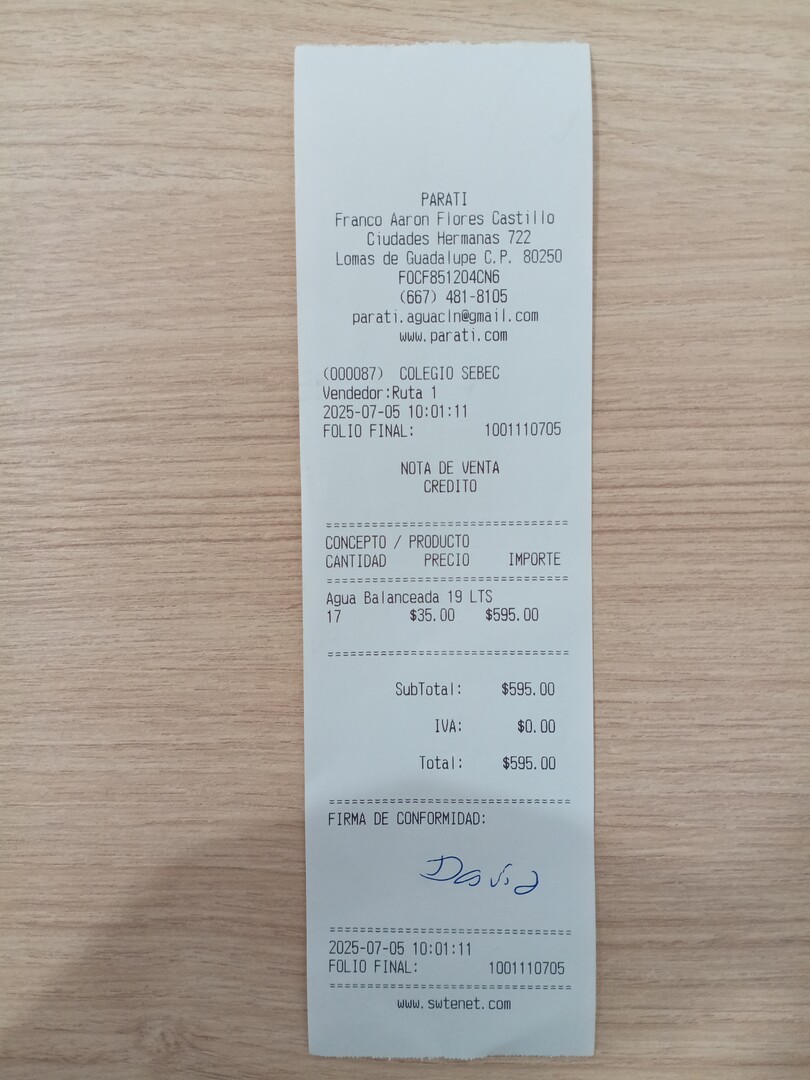 PARATI
Franco Aaron Flores Castillo
Ciudades Hermanas 722
Lomas de Guadalupe C.P. 80250
FOCF851204CN6
(667) 481-8105
parati.aguacln@gmail.com
www.parati.com
(000087) COLEGIO SEBEC
Vendedor:Ruta 1
2025-07-05 10:01:11
FOLIO FINAL: 1001110705
NOTA DE VENTA
CREDITO
===============================
CONCEPTO / PRODUCTO
CANTIDAD PRECIO IMPORTE
===============================
Agua Balanceada 19 LTS
17 $35.00 $595.00
===============================
SubTotal: $595.00
IVA: $0.00
Total: $595.00
===============================
FIRMA DE CONFORMIDAD:
David
===============================
2025-07-05 10:01:11
FOLIO FINAL: 1001110705
===============================
www.swtenet.com